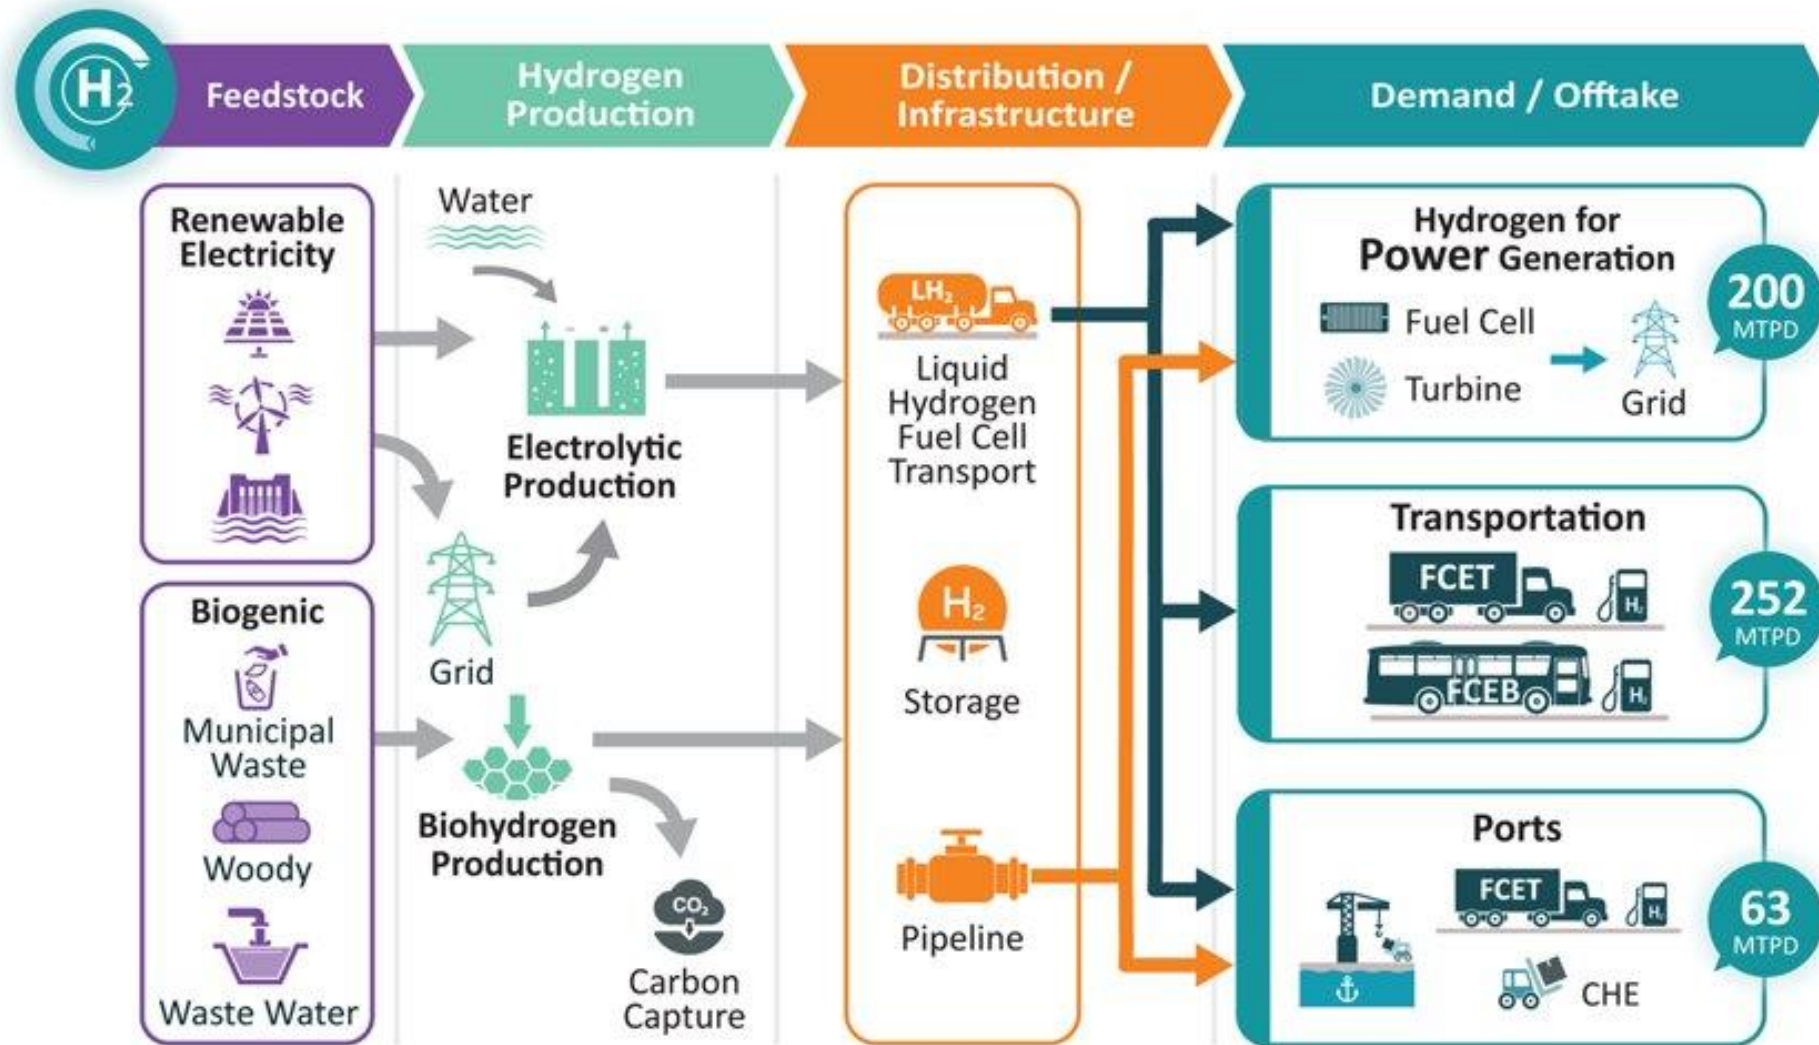 H2
Feedstock
Hydrogen
Production
Distribution /
Infrastructure
Demand / Offtake
Renewable
Electricity
Biogenic
Municipal
Waste
Woody
Waste Water
Water
Electrolytic
Production
Grid
Biohydrogen
Production
CO₂
Carbon
Capture
LH₂
Liquid
Hydrogen
Fuel Cell
Transport
H₂
Storage
Pipeline
Hydrogen for
Power Generation
Fuel Cell
Turbine
Grid
200
MTPD
Transportation
FCET
H₂
FCEB
H₂
252
MTPD
Ports
FCET
H₂
CHE
63
MTPD